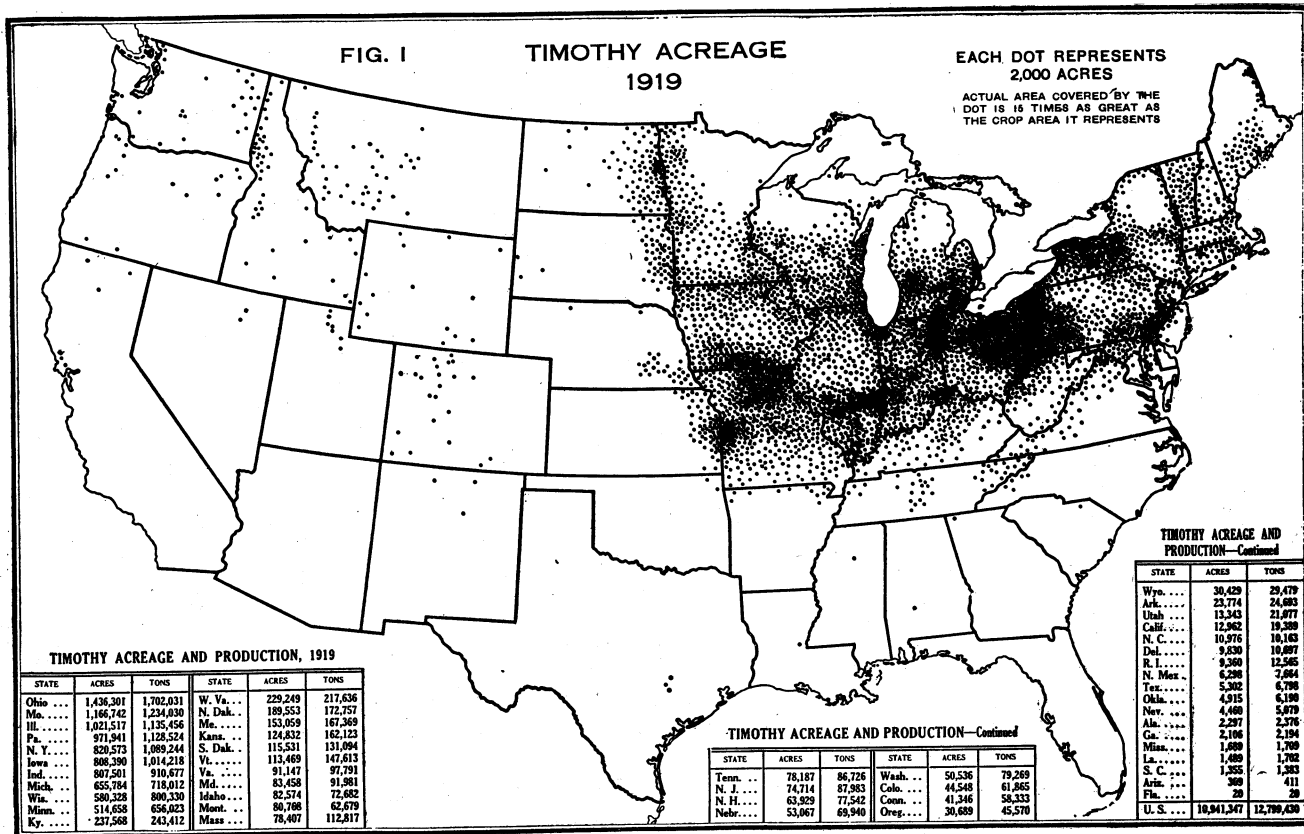 FIG. I
TIMOTHY ACREAGE
1919
EACH DOT REPRESENTS
2,000 ACRES
ACTUAL AREA COVERED BY THE
DOT IS 15 TIMES AS GREAT AS
THE CROP AREA IT REPRESENTS
TIMOTHY ACREAGE AND PRODUCTION, 1919
STATE ACRES TONS STATE ACRES TONS
Ohio ... 1,436,301 1,702,031 W. Va... 229,249 217,636
Mo..... 1,166,742 1,234,030 N. Dak.. 189,553 172,757
Ill. .... 1,021,517 1,135,456 Me..... 153,059 167,369
Pa..... 971,941 1,128,524 Kans. .. 124,832 162,123
N. Y.... 820,573 1,089,244 S. Dak.. 115,531 131,094
Iowa ... 808,390 1,014,218 Vt..... 113,469 147,613
Ind..... 807,501 910,677 Va. .... 91,147 97,791
Mich. .. 655,784 718,012 Md..... 83,458 91,981
Wis. ... 580,328 800,330 Idaho... 82,574 72,682
Minn. .. 514,658 656,023 Mont. .. 80,768 62,679
Ky. .... 237,568 243,412 Mass ... 78,407 112,817
TIMOTHY ACREAGE AND PRODUCTION—Continued
STATE ACRES TONS STATE ACRES TONS
Tenn. .. 78,187 86,726 Wash. .. 50,536 79,269
N. J. ... 74,714 87,983 Colo. ... 44,548 61,865
N. H.... 63,929 77,542 Conn. .. 41,346 58,333
Nebr.... 53,067 69,940 Oreg.... 30,689 45,570
TIMOTHY ACREAGE AND
PRODUCTION—Continued
STATE ACRES TONS
Wyo. .... 30,429 29,479
Ark. .... 23,774 24,693
Utah .... 13,343 21,077
Calif. ... 12,962 19,389
N. C. ... 10,976 10,163
Del. .... 9,830 10,697
R. I. .... 9,360 12,565
N. Mex .. 6,298 7,664
Tex. .... 5,302 6,798
Okla. ... 4,915 6,190
Nev. .... 4,460 5,079
Ala. .... 2,297 2,376
Ga. .... 2,106 2,194
Miss. ... 1,689 1,709
La. .... 1,489 1,702
S. C. ... 1,355 1,383
Ariz. ... 411
Fla. .... 20 20
U. S. ... 10,941,347 12,799,430